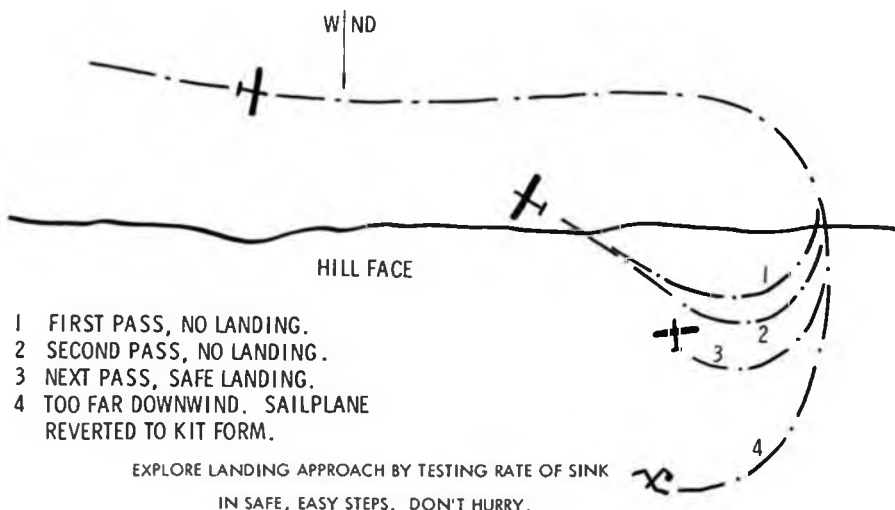 W ND
HILL FACE
1
2
3
4
1 FIRST PASS, NO LANDING.
2 SECOND PASS, NO LANDING.
3 NEXT PASS, SAFE LANDING.
4 TOO FAR DOWNWIND. SAILPLANE
REVERTED TO KIT FORM.
EXPLORE LANDING APPROACH BY TESTING RATE OF SINK
IN SAFE, EASY STEPS. DON'T HURRY.